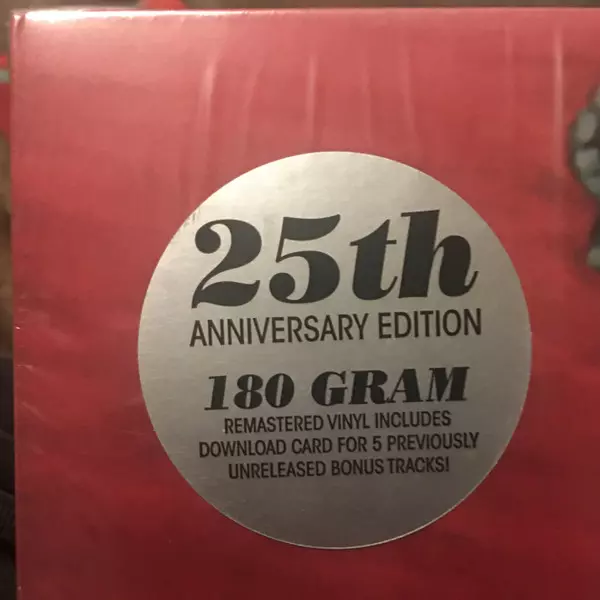 25th
ANNIVERSARY EDITION
180 GRAM
REMASTERED VINYL INCLUDES
DOWNLOAD CARD FOR 5 PREVIOUSLY
UNRELEASED BONUS TRACKS!